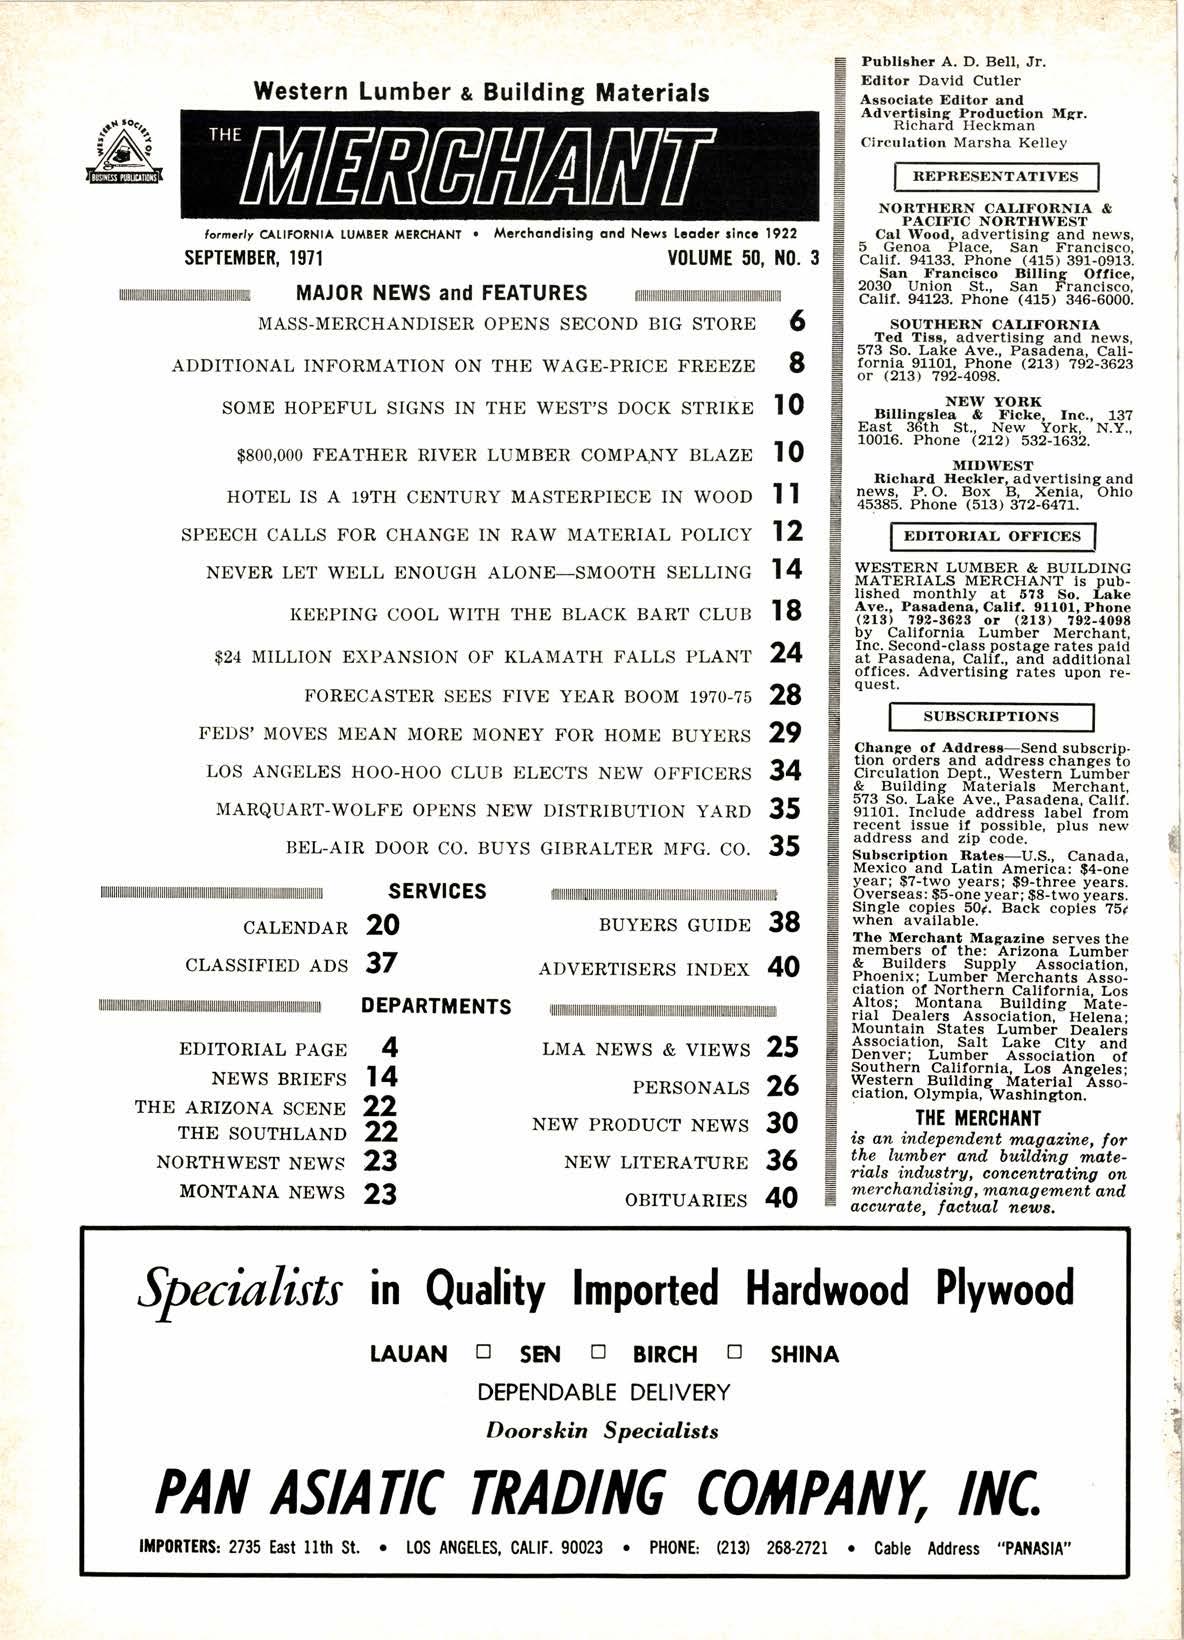 Western Lumber & Building Materials
THE MERCHANT
WESTERN SOCIETY OF
BUSINESS PUBLICATIONS
formerly CALIFORNIA LUMBER MERCHANT • Merchandising and News Leader since 1922
SEPTEMBER, 1971 VOLUME 50, NO. 3
MAJOR NEWS and FEATURES
MASS-MERCHANDISER OPENS SECOND BIG STORE 6
ADDITIONAL INFORMATION ON THE WAGE-PRICE FREEZE 8
SOME HOPEFUL SIGNS IN THE WEST'S DOCK STRIKE 10
$800,000 FEATHER RIVER LUMBER COMPANY BLAZE 10
HOTEL IS A 19TH CENTURY MASTERPIECE IN WOOD 11
SPEECH CALLS FOR CHANGE IN RAW MATERIAL POLICY 12
NEVER LET WELL ENOUGH ALONE—SMOOTH SELLING 14
KEEPING COOL WITH THE BLACK BART CLUB 18
$24 MILLION EXPANSION OF KLAMATH FALLS PLANT 24
FORECASTER SEES FIVE YEAR BOOM 1970-75 28
FEDS' MOVES MEAN MORE MONEY FOR HOME BUYERS 29
LOS ANGELES HOO-HOO CLUB ELECTS NEW OFFICERS 34
MARQUART-WOLFE OPENS NEW DISTRIBUTION YARD 35
BEL-AIR DOOR CO. BUYS GIBRALTER MFG. CO. 35
SERVICES
CALENDAR 20
CLASSIFIED ADS 37
BUYERS GUIDE 38
ADVERTISERS INDEX 40
DEPARTMENTS
EDITORIAL PAGE 4
NEWS BRIEFS 14
THE ARIZONA SCENE 22
THE SOUTHLAND 22
NORTHWEST NEWS 23
MONTANA NEWS 23
LMA NEWS & VIEWS 25
PERSONALS 26
NEW PRODUCT NEWS 30
NEW LITERATURE 36
OBITUARIES 40
Publisher A. D. Bell, Jr.
Editor David Cutler
Associate Editor and
Advertising Production Mgr.
Richard Heckman
Circulation Marsha Kelley
REPRESENTATIVES
NORTHERN CALIFORNIA &
PACIFIC NORTHWEST
Cal Wood, advertising and news,
5 Genoa Place, San Francisco,
Calif. 94133. Phone (415) 391-0913.
San Francisco Billing Office,
2030 Union St., San Francisco,
Calif. 94123. Phone (415) 346-6000.
SOUTHERN CALIFORNIA
Ted Tiss, advertising and news,
573 So. Lake Ave., Pasadena, Cali-
fornia 91101, Phone (213) 792-3623
or (213) 792-4098.
NEW YORK
Billingslea & Ficke, Inc., 137
East 36th St., New York, N.Y.,
10016. Phone (212) 532-1632.
MIDWEST
Richard Heckler, advertising and
news, P. O. Box B, Xenia, Ohio
45385. Phone (513) 372-6471.
EDITORIAL OFFICES
WESTERN LUMBER & BUILDING
MATERIALS MERCHANT is pub-
lished monthly at 573 So. Lake
Ave., Pasadena, Calif. 91101, Phone
(213) 792-3623 or (213) 792-4098
by California Lumber Merchant,
Inc. Second-class postage rates paid
at Pasadena, Calif., and additional
offices. Advertising rates upon re-
quest.
SUBSCRIPTIONS
Change of Address—Send subscrip-
tion orders and address changes to
Circulation Dept., Western Lumber
& Building Materials Merchant,
573 So. Lake Ave., Pasadena, Calif.
91101. Include address label from
recent issue if possible, plus new
address and zip code.
Subscription Rates—U.S., Canada,
Mexico and Latin America: $4-one
year; $7-two years; $9-three years.
Overseas: $5-one year; $8-two years.
Single copies 50¢. Back copies 75¢
when available.
The Merchant Magazine serves the
members of the: Arizona Lumber
& Builders Supply Association,
Phoenix; Lumber Merchants Asso-
ciation of Northern California, Los
Altos; Montana Building Mate-
rial Dealers Association, Helena;
Mountain States Lumber Dealers
Association, Salt Lake City and
Denver; Lumber Association of
Southern California, Los Angeles;
Western Building Material Asso-
ciation, Olympia, Washington.
THE MERCHANT
is an independent magazine, for
the lumber and building mate-
rials industry, concentrating on
merchandising, management and
accurate, factual news.
Specialists in Quality Imported Hardwood Plywood
LAUAN □ SEN □ BIRCH □ SHINA
DEPENDABLE DELIVERY
Doorskin Specialists
PAN ASIATIC TRADING COMPANY, INC.
IMPORTERS: 2735 East 11th St. • LOS ANGELES, CALIF. 90023 • PHONE: (213) 268-2721 • Cable Address "PANASIA"